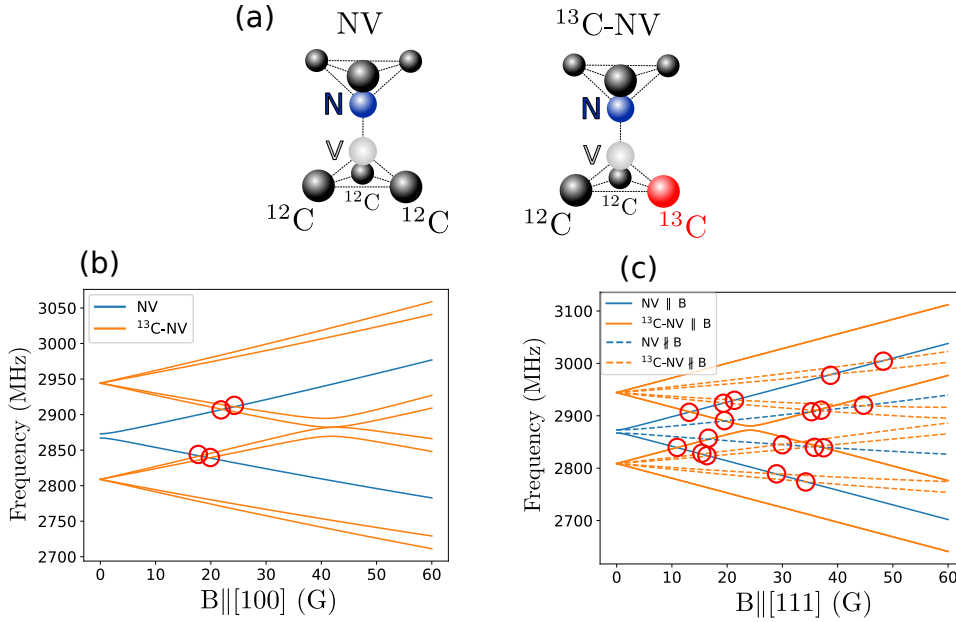 (a)
NV
¹³C-NV
N
V
¹²C
¹²C
¹²C
N
V
¹²C
¹²C
¹³C
(b)
Frequency (MHz)
3050
3000
2950
2900
2850
2800
2750
2700
NV
¹³C-NV
0 10 20 30 40 50 60
B∥[100] (G)
(c)
Frequency (MHz)
3100
3000
2900
2800
2700
NV ∥ B
¹³C-NV ∥ B
NV ∦ B
¹³C-NV ∦ B
0 10 20 30 40 50 60
B∥[111] (G)